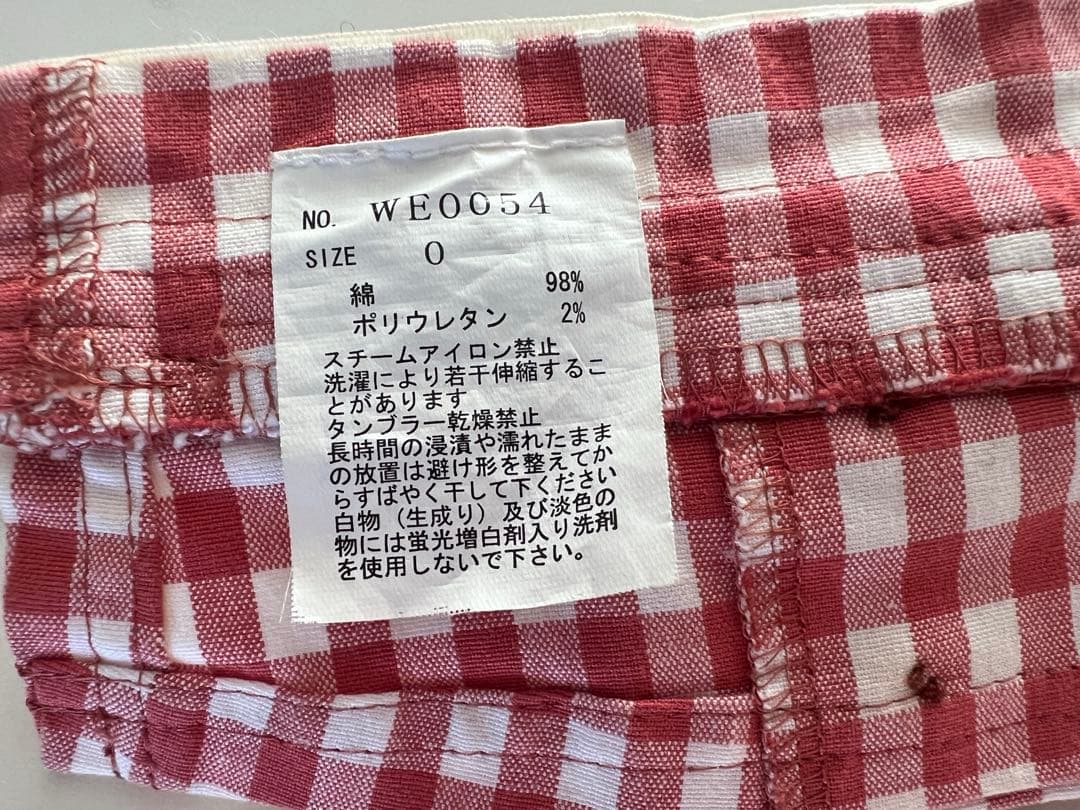 NO. WE0054
SIZE 0
綿 98%
ポリウレタン 2%
スチームアイロン禁止
洗濯により若干伸縮するこ
とがあります
タンブラー乾燥禁止
長時間の浸漬や濡れたまま
の放置は避け形を整えてか
らすばやく干して下ください
白物（生成り）及び淡色の
物には蛍光増白剤入り洗剤
を使用しないで下さい。